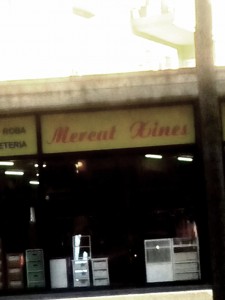 ROBA
ETERIA
Mercat Xines